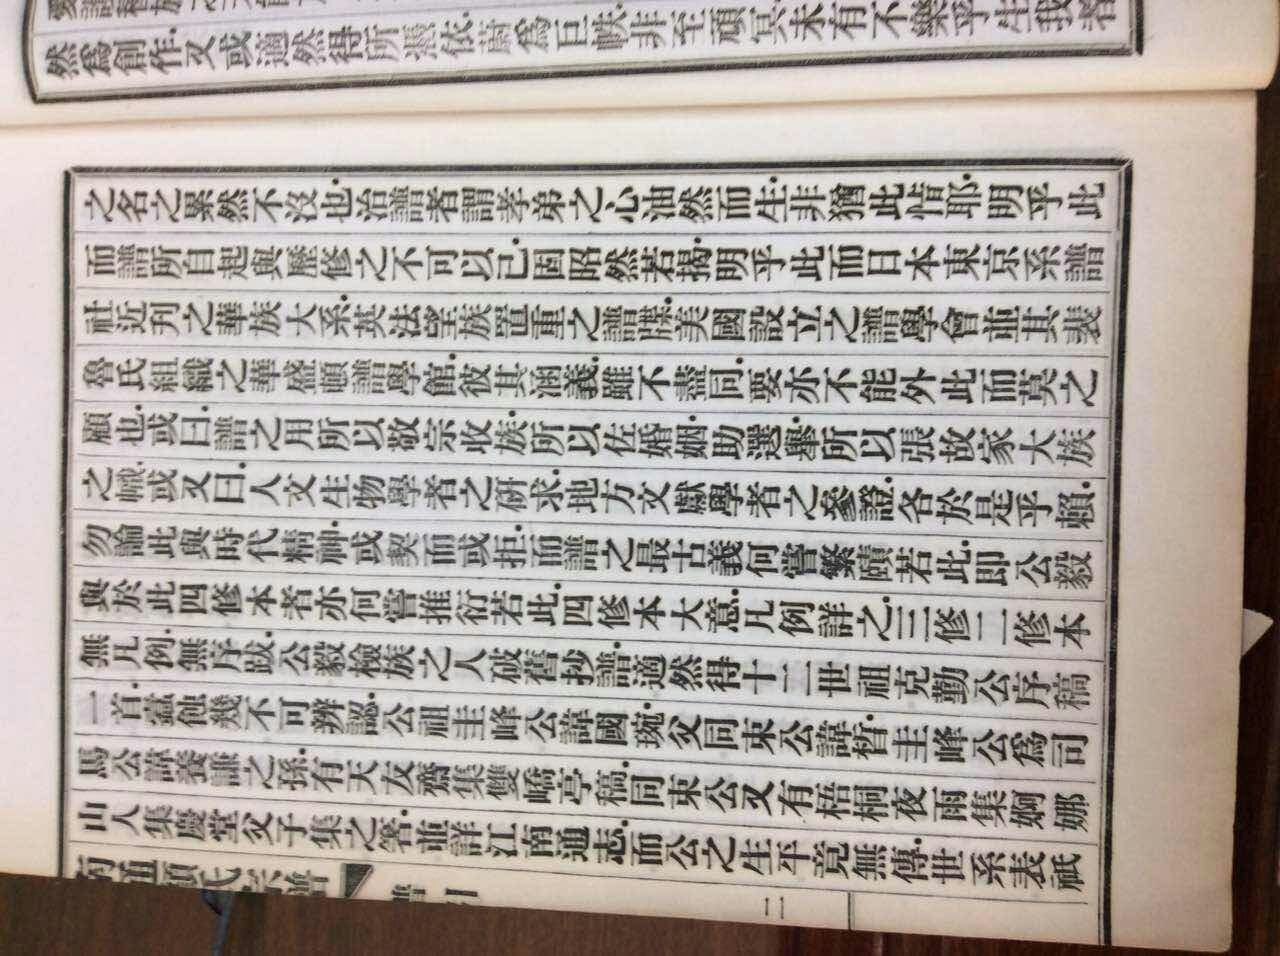 然爲創作.又或適然得所憑依.蔚爲巨帙.非至頑冥.未有不樂乎生我者
之名之累然不沒也.治譜者謂孝弟之心油然而生.非猶此恉耶.明乎此
而譜所自起與歷修之不可以已.固昭然若揭.明乎此而日本東京系譜
社近刊之華族大系.英法望族置重之譜牒.美國設立之譜學會並其裴
魯氏組織之華盛頓譜學館.彼其涵義.雖不盡同.要亦不能外此而莫之
顧也.或曰.譜之用所以敬宗收族.所以佐婚姻.助選舉.所以張故家大族
之幟.或又曰.人文生物學者之研求.地方文獻學者之參證.各於是乎賴.
勿論此與時代精神.或契而或拒.而譜之最古義何嘗繁賾若此.即公毅
與於此四修本者亦何嘗推衍若此.四修本大意.凡例詳之.三修二修本
無凡例.無序跋.公毅檢族之人破舊抄譜.適然得十二世祖克勤公序稿
一首.蠹蝕幾不可辨認.公祖圭峰公諱國琬.父同束公諱晳.圭峰公爲司
馬公諱養謙之孫.有天友齋集雙嶠亭稿.同束公又有梧桐夜雨集婀娜
山人集慶堂父子集之箸.並詳江南通志.而公之生平竟無傳.世系表祇
南通顧氏宗譜 譜引 二